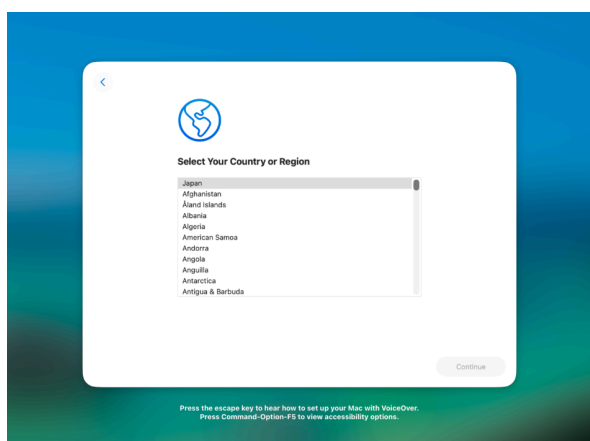 Select Your Country or Region
Japan
Afghanistan
Åland Islands
Albania
Algeria
American Samoa
Andorra
Angola
Anguilla
Antarctica
Antigua & Barbuda
Continue
Press the escape key to hear how to set up your Mac with VoiceOver.
Press Command-Option-F5 to view accessibility options.